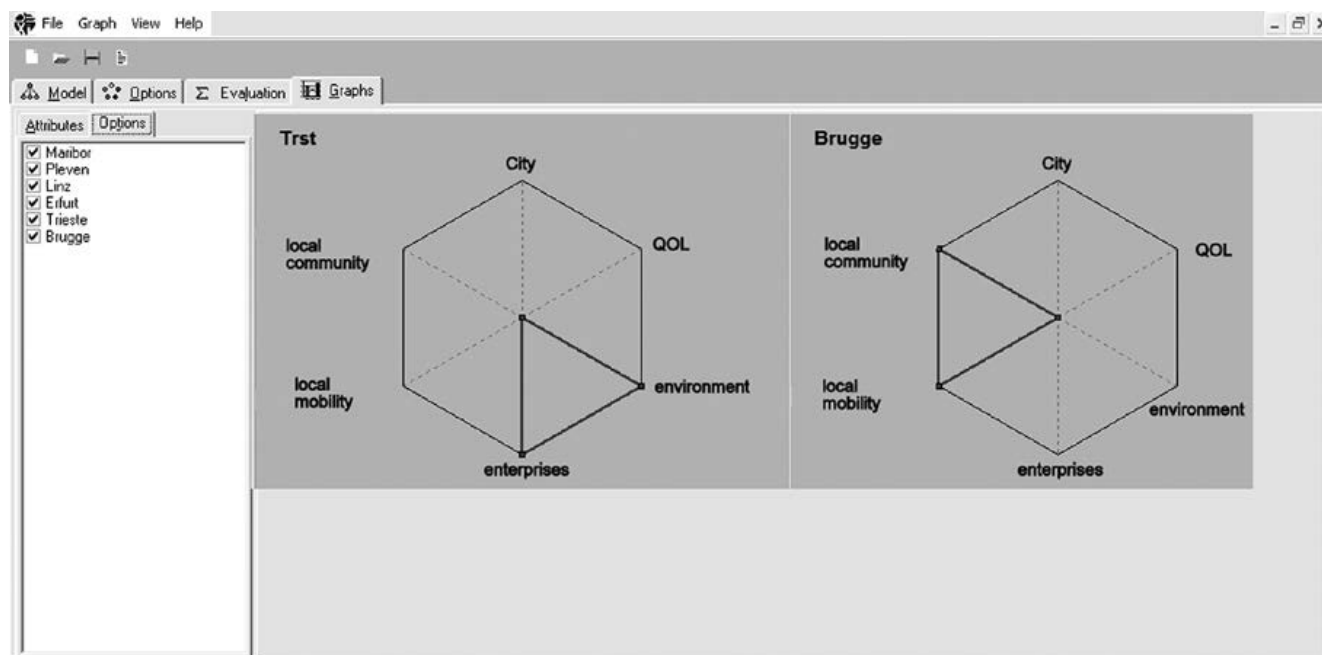 File Graph View Help
Model Options Σ Evaluation Graphs
Attributes Options
Maribor
Pleven
Linz
Erfurt
Trieste
Brugge
Trst
City
QOL
local
community
local
mobility
environment
enterprises
Brugge
City
QOL
local
community
local
mobility
environment
enterprises